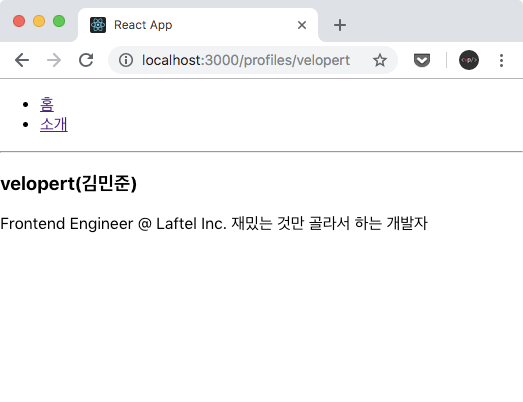 React App
localhost:3000/profiles/velopert
홈
소개
velopert(김민준)
Frontend Engineer @ Laftel Inc. 재밌는 것만 골라서 하는 개발자